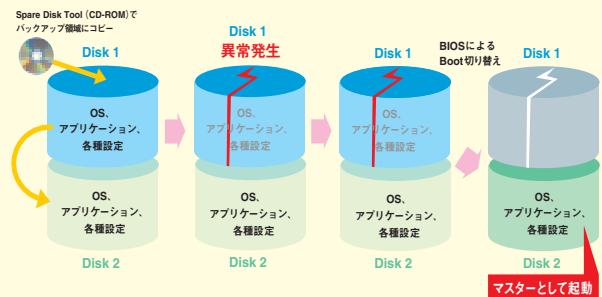 Spare Disk Tool（CD-ROM）で
バックアップ領域にコピー
Disk 1
OS、
アプリケーション、
各種設定
OS、
アプリケーション、
各種設定
Disk 2
Disk 1
異常発生
OS、
アプリケーション、
各種設定
OS、
アプリケーション、
各種設定
Disk 2
Disk 1
OS、
アプリケーション、
各種設定
OS、
アプリケーション、
各種設定
Disk 2
BIOSによる
Boot切り替え
Disk 1
OS、
アプリケーション、
各種設定
Disk 2
マスターとして起動